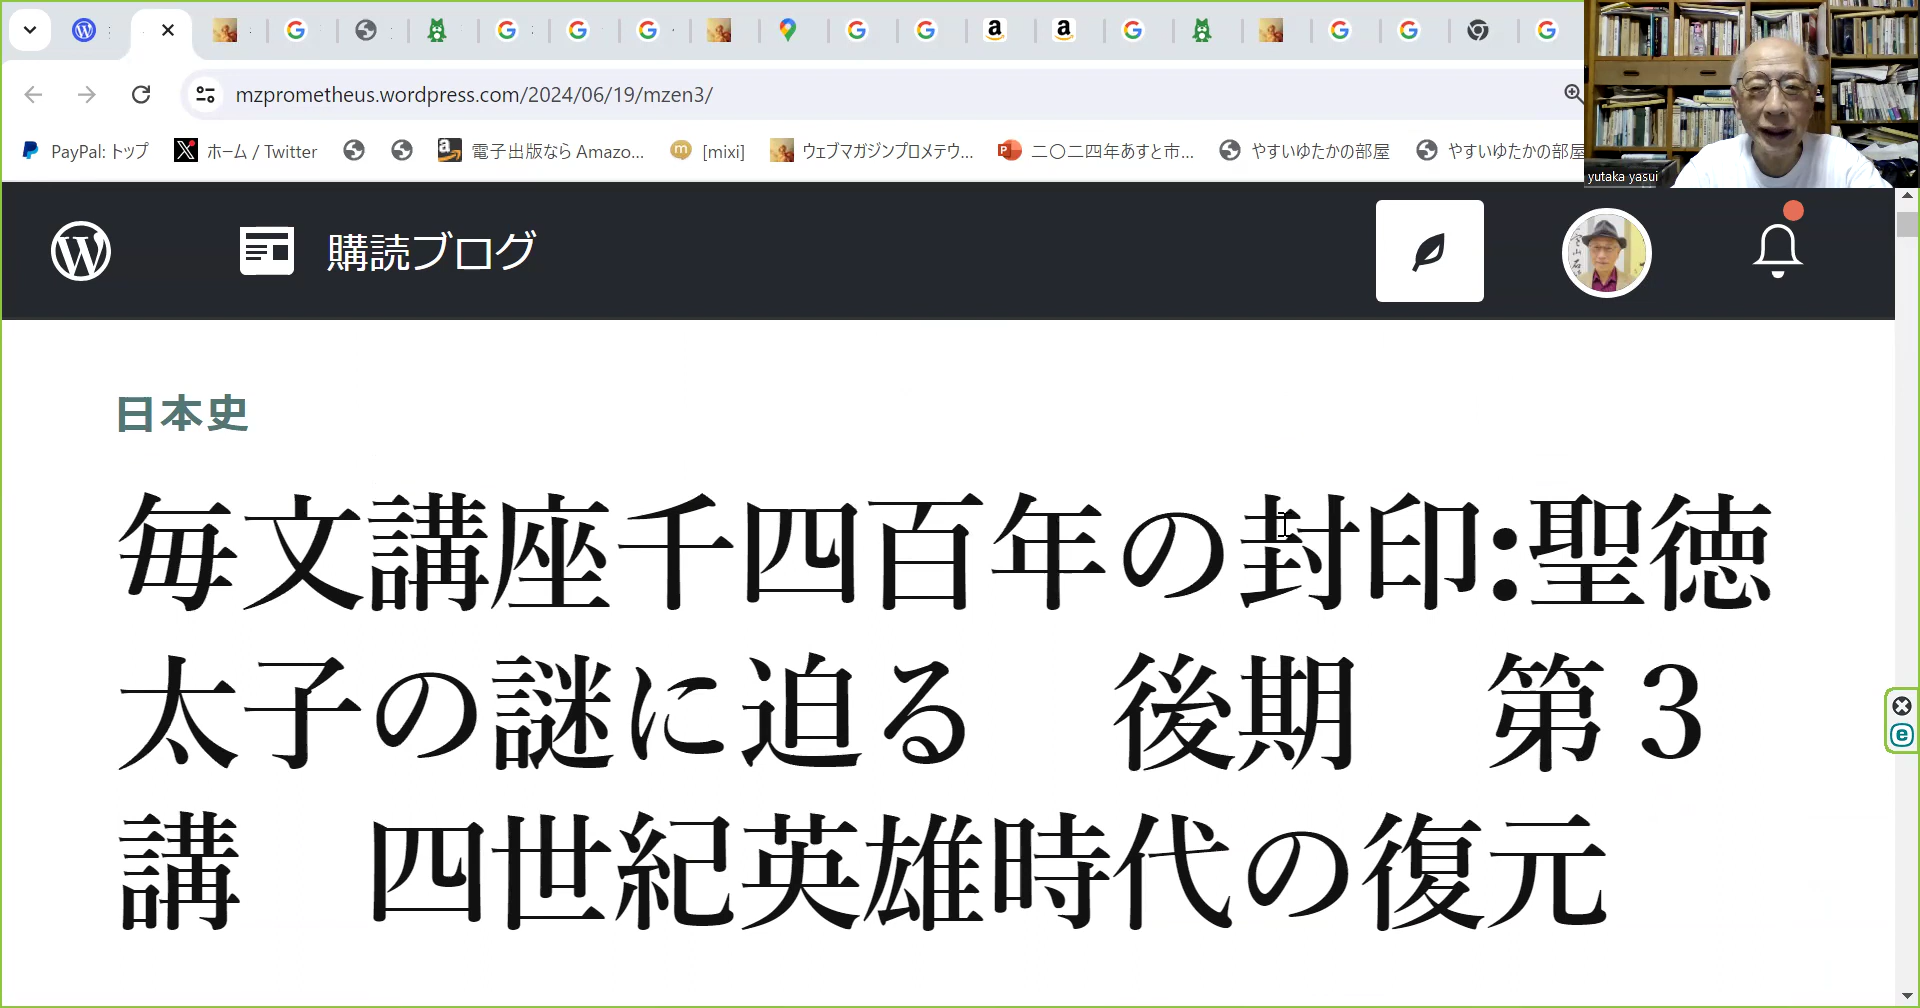 mzprometheus.wordpress.com/2024/06/19/mzen3/
PayPal: トップ
ホーム / Twitter
電子出版なら Amazo...
[mixi]
ウェブマガジンプロメテウ...
二〇二四年あすと市...
やすいゆたかの部屋
やすいゆたかの部屋
yutaka yasui
購読ブログ
日本史
毎文講座千四百年の封印:聖徳
太子の謎に迫る　後期　第３
講　四世紀英雄時代の復元